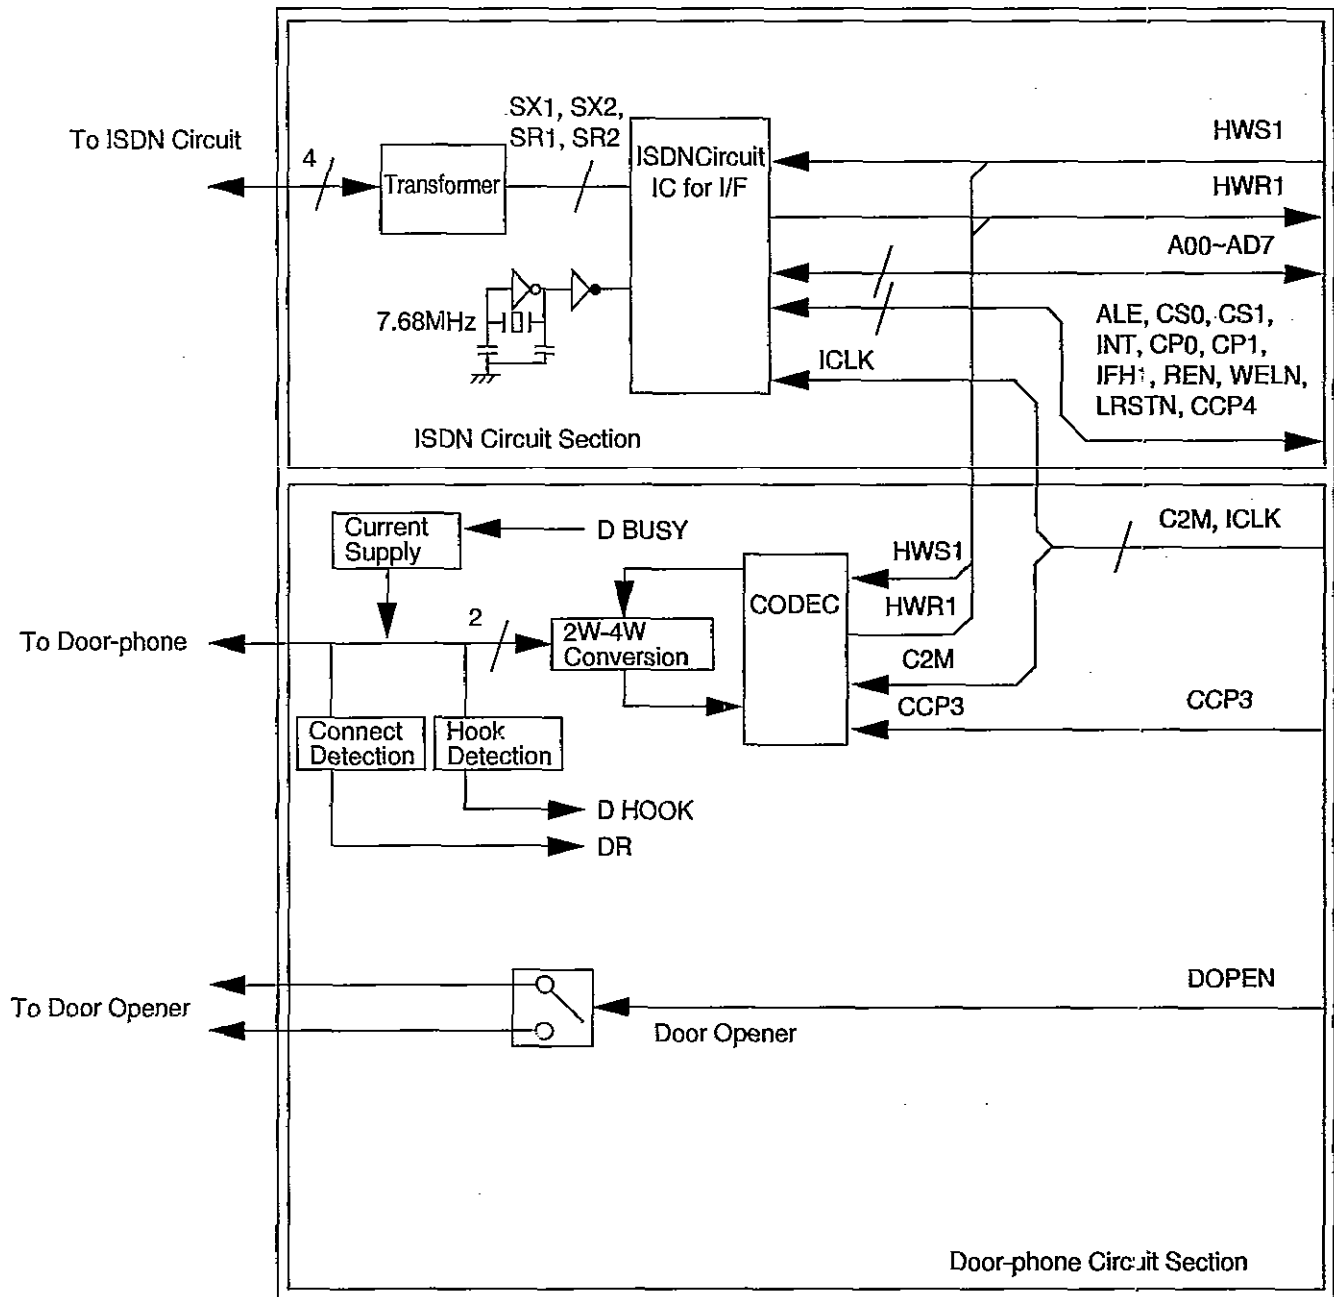 To ISDN Circuit
4
Transformer
SX1, SX2,
SR1, SR2
ISDNCircuit
IC for I/F
HWS1
HWR1
A00~AD7
7.68MHz
ICLK
ALE, CS0, CS1,
INT, CP0, CP1,
IFH1, REN, WELN,
LRSTN, CCP4
ISDN Circuit Section
Current
Supply
D BUSY
C2M, ICLK
HWS1
CODEC
HWR1
To Door-phone
2
2W-4W
Conversion
C2M
CCP3
CCP3
Connect
Detection
Hook
Detection
D HOOK
DR
To Door Opener
DOPEN
Door Opener
Door-phone Circuit Section